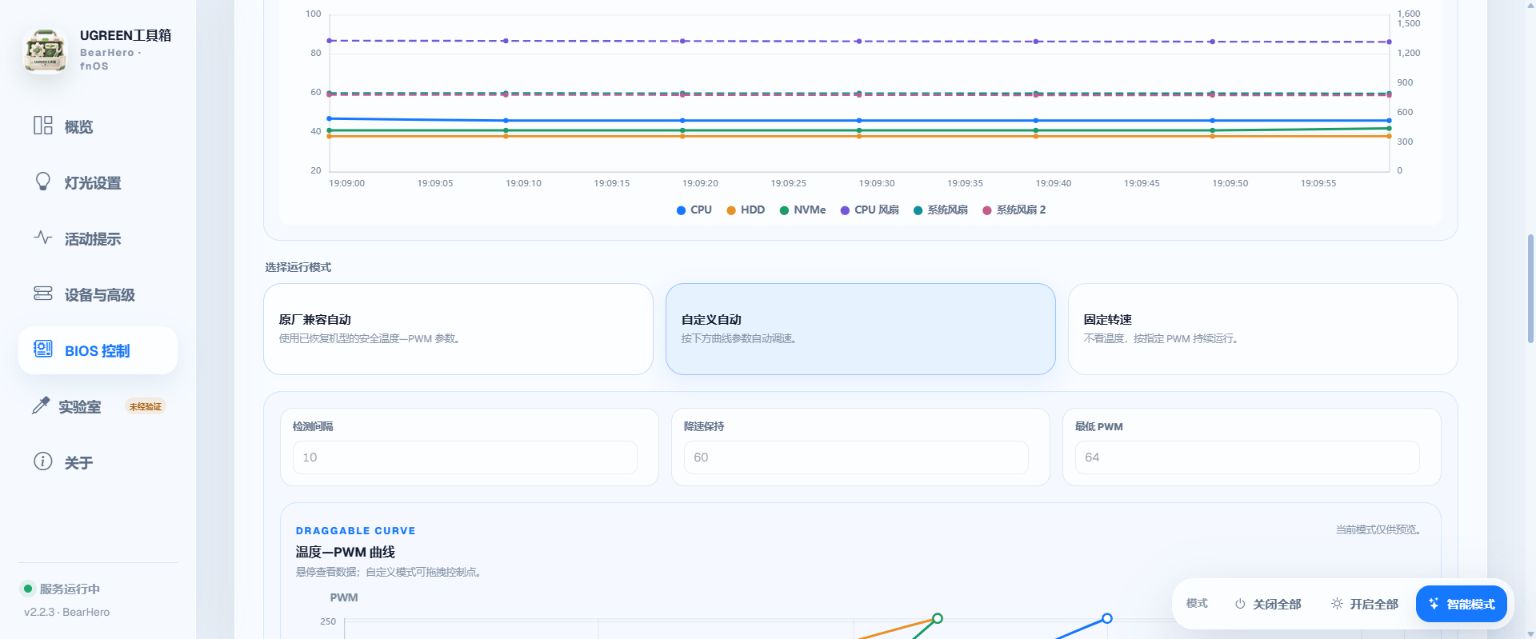 UGREEN工具箱
BearHero ·
fnOS
概览
灯光设置
活动提示
设备与高级
BIOS 控制
实验室 未经验证
关于
服务运行中
v2.2.3 · BearHero
100 1,600
1,500
80 1,200
900
60
600
40
300
20 0
19:09:00 19:09:05 19:09:10 19:09:15 19:09:20 19:09:25 19:09:30 19:09:35 19:09:40 19:09:45 19:09:50 19:09:55
CPU HDD NVMe CPU 风扇 系统风扇 系统风扇 2
选择运行模式
原厂兼容自动
使用已恢复机型的安全温度—PWM 参数。
自定义自动
按下方曲线参数自动调速。
固定转速
不看温度，按指定 PWM 持续运行。
检测间隔
10
降速保持
60
最低 PWM
64
DRAGGABLE CURVE
当前模式仅供预览。
温度—PWM 曲线
悬停查看数据；自定义模式可拖拽控制点。
PWM
250
模式 关闭全部 开启全部 智能模式